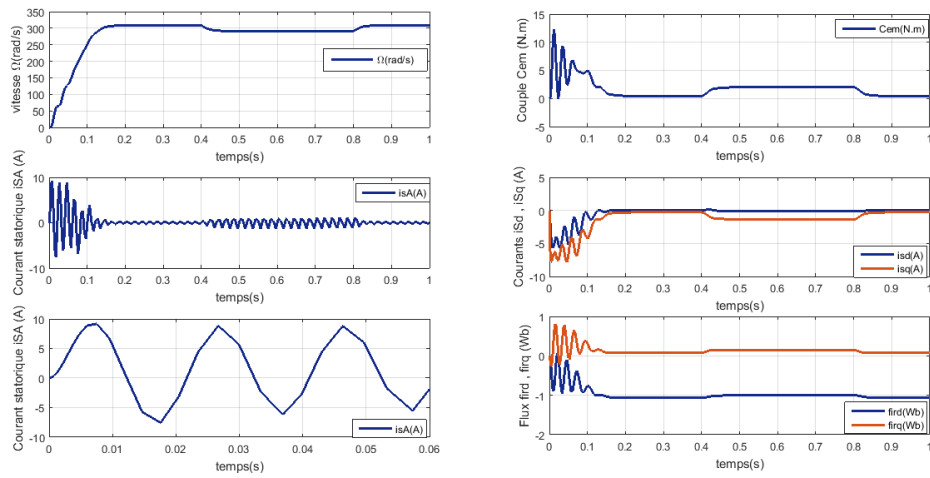 vitesse Ω(rad/s)
350
300
250
200
150
100
50
0
Ω(rad/s)
0 0.1 0.2 0.3 0.4 0.5 0.6 0.7 0.8 0.9 1
temps(s)
Courant statorique iSA (A)
10
0
-10
isA(A)
0 0.1 0.2 0.3 0.4 0.5 0.6 0.7 0.8 0.9 1
temps(s)
Courant statorique iSA (A)
10
5
0
-5
-10
isA(A)
0 0.01 0.02 0.03 0.04 0.05 0.06
temps(s)
Couple Cem (N.m)
15
10
5
0
-5
Cem(N.m)
0 0.1 0.2 0.3 0.4 0.5 0.6 0.7 0.8 0.9 1
temps(s)
Courants iSd , iSq (A)
5
0
-5
-10
isd(A)
isq(A)
0 0.1 0.2 0.3 0.4 0.5 0.6 0.7 0.8 0.9 1
temps(s)
Flux fird , firq (Wb)
1
0
-1
-2
fird(Wb)
firq(Wb)
0 0.1 0.2 0.3 0.4 0.5 0.6 0.7 0.8 0.9 1
temps(s)